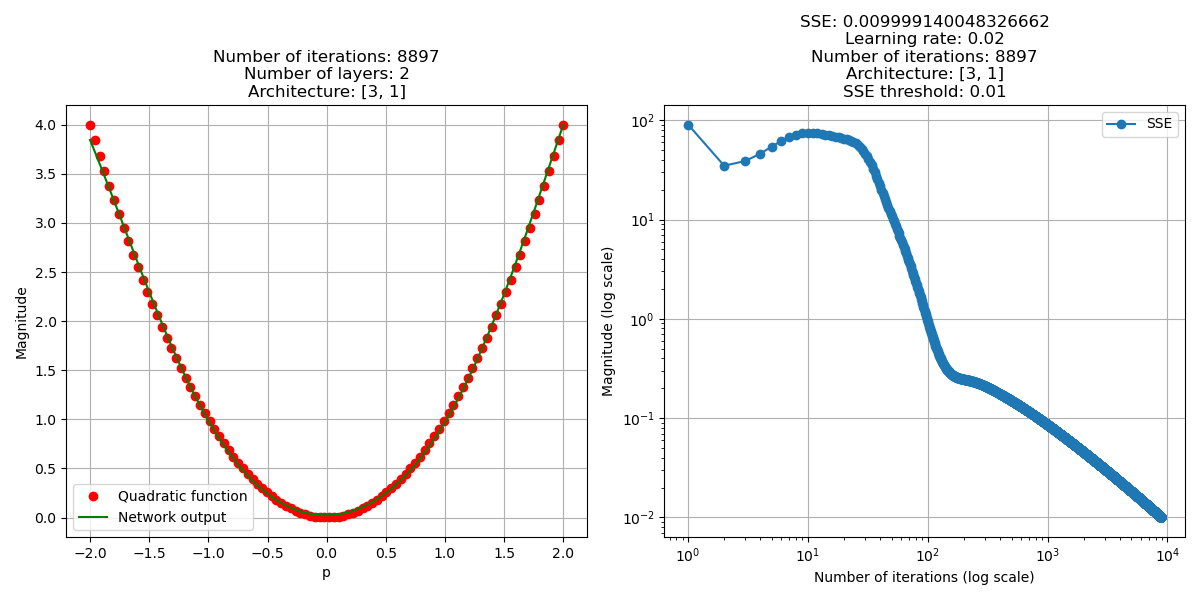 Number of iterations: 8897
Number of layers: 2
Architecture: [3, 1]
4.0
3.5
3.0
2.5
2.0
1.5
1.0
0.5
0.0
Magnitude
Quadratic function
Network output
−2.0 −1.5 −1.0 −0.5 0.0 0.5 1.0 1.5 2.0
p
SSE: 0.009999140048326662
Learning rate: 0.02
Number of iterations: 8897
Architecture: [3, 1]
SSE threshold: 0.01
SSE
10²
10¹
10⁰
10⁻¹
10⁻²
Magnitude (log scale)
10⁰ 10¹ 10² 10³ 10⁴
Number of iterations (log scale)